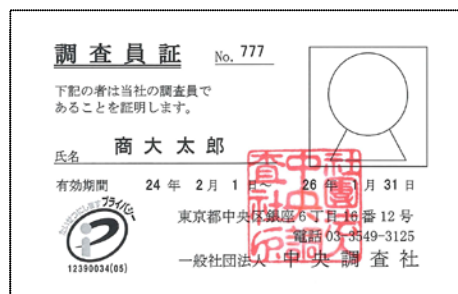 調査員証 No. 777
下記の者は当社の調査員で
あることを証明します。
氏名 商大太郎
有効期間 24 年 2月 1 日～ 26 年 1月 31 日
東京都中央区銀座6丁目16番12号
電話 03-3549-3125
一般社団法人 中央調査社
プライバシー
12390034(05)